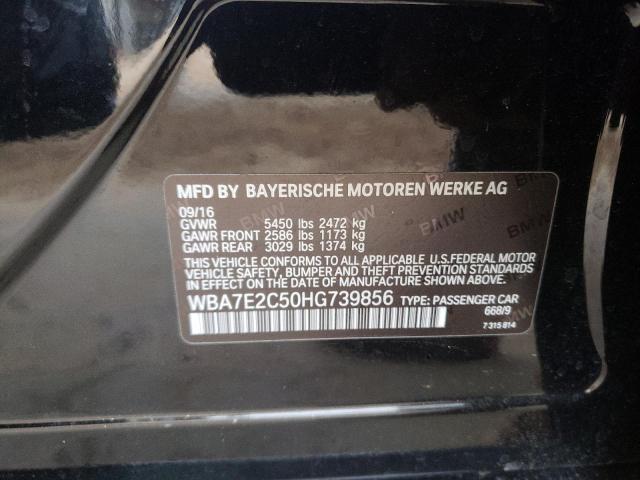 MFD BY BAYERISCHE MOTOREN WERKE AG
09/16
GVWR 5450 lbs 2472 kg
GAWR FRONT 2586 lbs 1173 kg
GAWR REAR 3029 lbs 1374 kg
THIS VEHICLE CONFORMS TO ALL APPLICABLE U.S.FEDERAL MOTOR
VEHICLE SAFETY, BUMPER AND THEFT PREVENTION STANDARDS
IN EFFECT ON THE DATE OF MANUFACTURE SHOWN ABOVE.
WBA7E2C50HG739856 TYPE: PASSENGER CAR
668/9
7 315 814